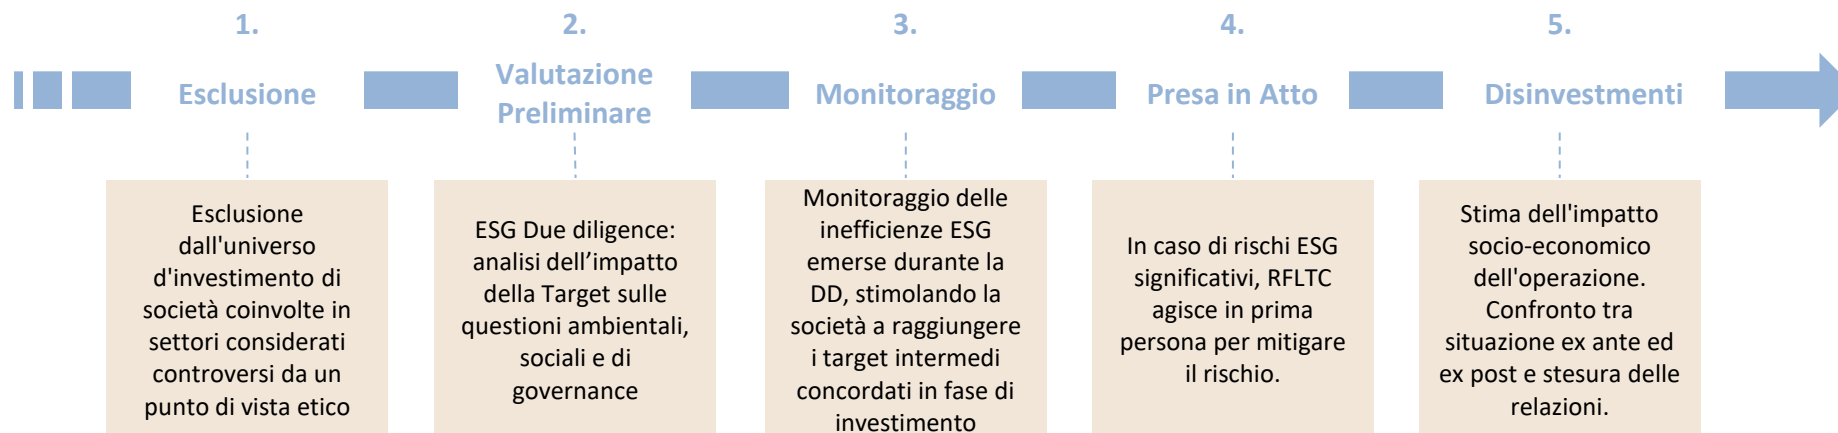 1.
Esclusione
Esclusione
dall'universo
d'investimento di
società coinvolte in
settori considerati
controversi da un
punto di vista etico
2.
Valutazione
Preliminare
ESG Due diligence:
analisi dell’impatto
della Target sulle
questioni ambientali,
sociali e di
governance
3.
Monitoraggio
Monitoraggio delle
inefficienze ESG
emerse durante la
DD, stimolando la
società a raggiungere
i target intermedi
concordati in fase di
investimento
4.
Presa in Atto
In caso di rischi ESG
significativi, RFLTC
agisce in prima
persona per mitigare
il rischio.
5.
Disinvestmenti
Stima dell'impatto
socio-economico
dell'operazione.
Confronto tra
situazione ex ante ed
ex post e stesura delle
relazioni.